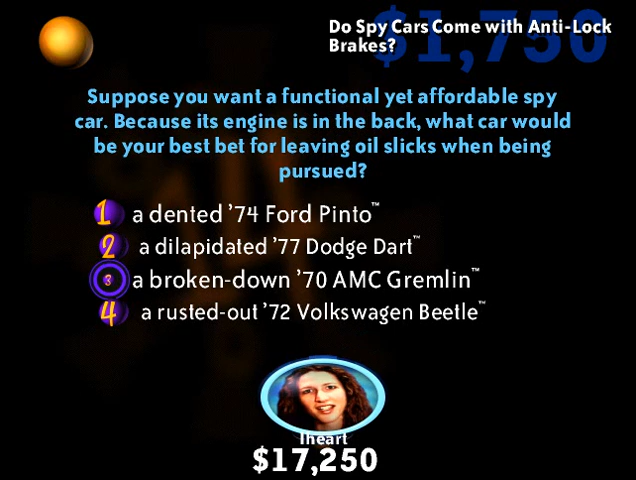 Do Spy Cars Come with Anti-Lock
Brakes?
$1,750
Suppose you want a functional yet affordable spy
car. Because its engine is in the back, what car would
be your best bet for leaving oil slicks when being
pursued?
1 a dented '74 Ford Pinto™
2 a dilapidated '77 Dodge Dart™
3 a broken-down '70 AMC Gremlin™
4 a rusted-out '72 Volkswagen Beetle™
Iheart
$17,250